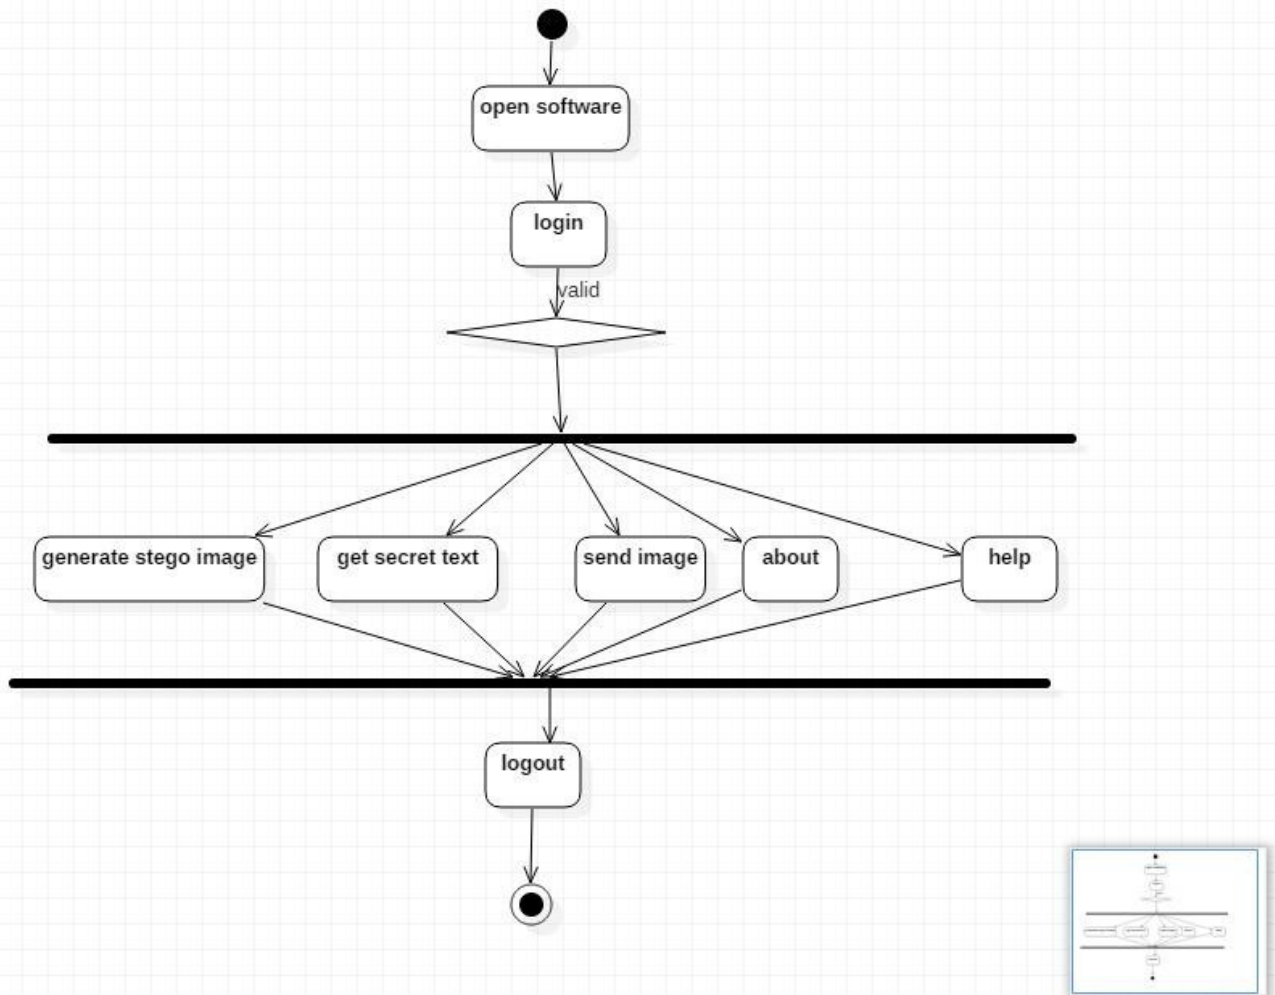 open software
login
valid
generate stego image
get secret text
send image
about
help
logout